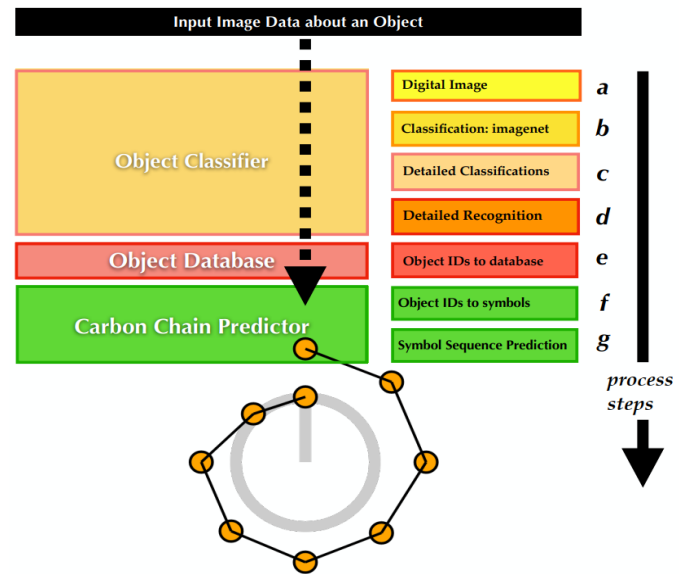 Input Image Data about an Object
Object Classifier
Object Database
Carbon Chain Predictor
Digital Image
a
Classification: imagenet
b
Detailed Classifications
c
Detailed Recognition
d
Object IDs to database
e
Object IDs to symbols
f
Symbol Sequence Prediction
g
process
steps